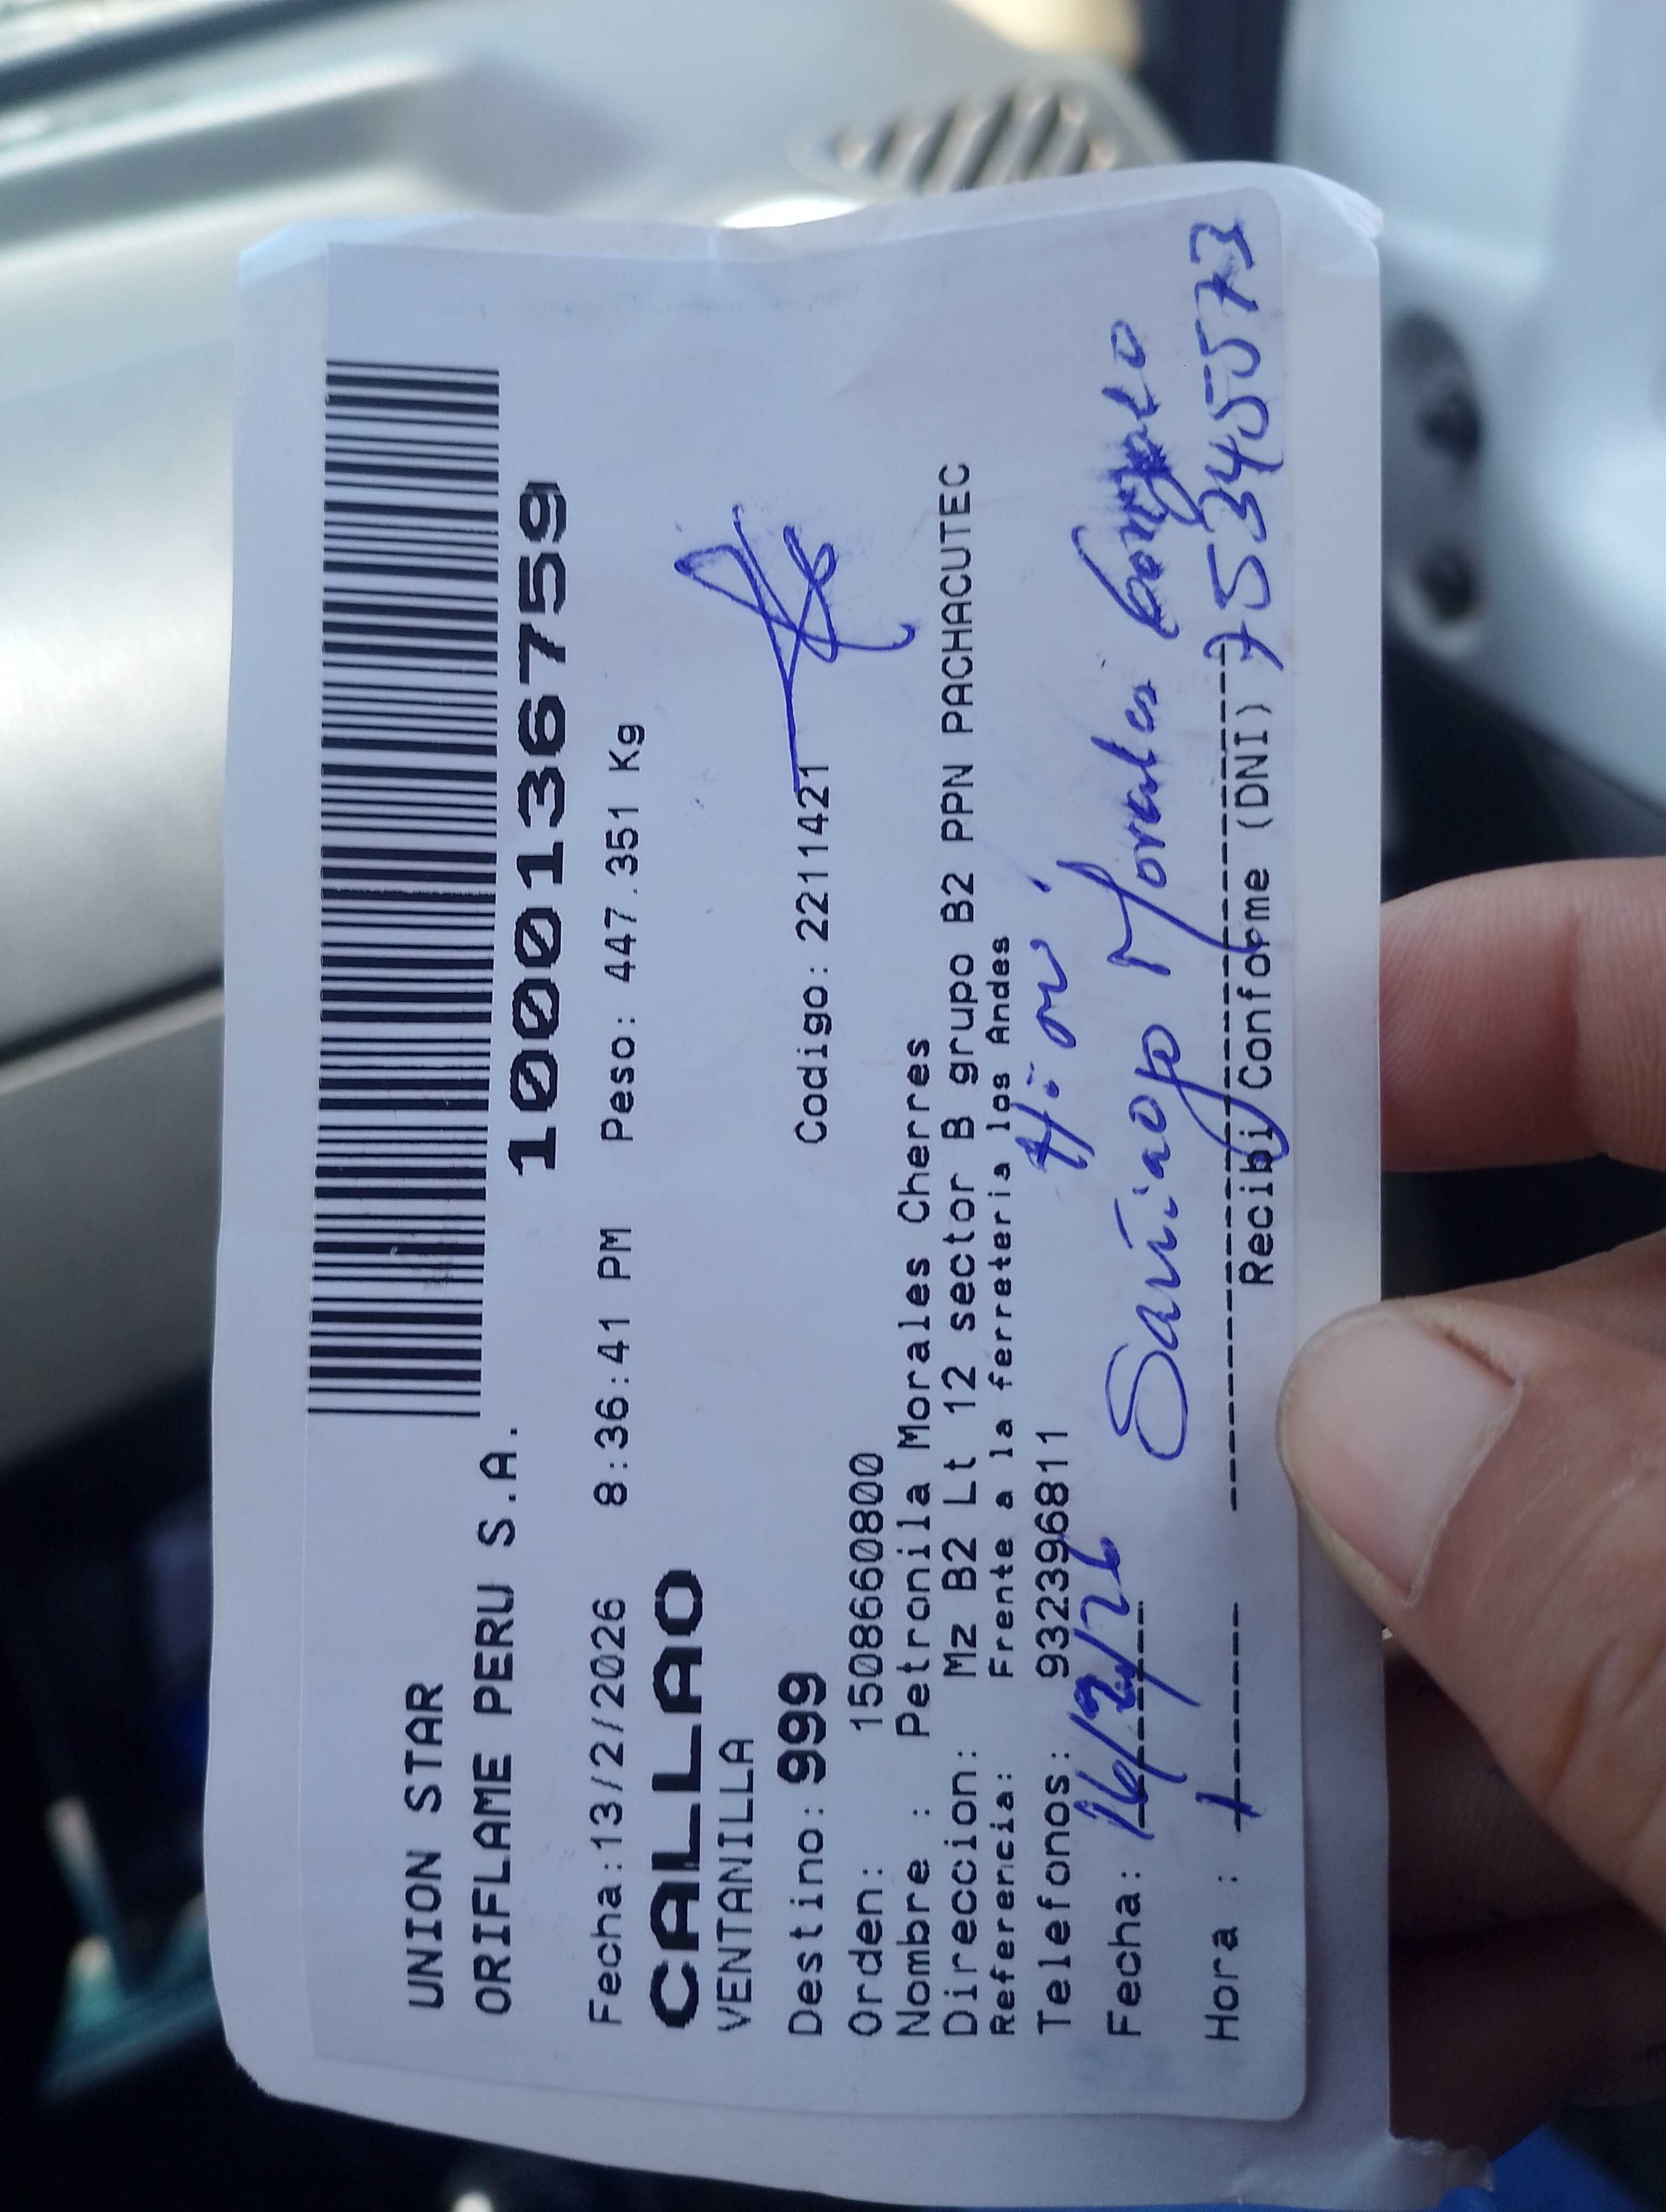 UNION STAR
ORIFLAME PERU S.A.
1000136759
Fecha:13/2/2026 8:36:41 PM Peso: 447.351 Kg
CALLAO
VENTANILLA
Destino: 999 Codigo: 2211421
Orden: 1508660800
Nombre : Petronila Morales Cherres
Direccion: Mz B2 Lt 12 sector B grupo B2 PPN PACHACUTEC
Referencia: Frente a la ferreteria los Andes
Telefonos: 932396811
Fecha: 16/2/26 Santiago Morales
Hora :
Recibi Conforme (DNI) 75345573